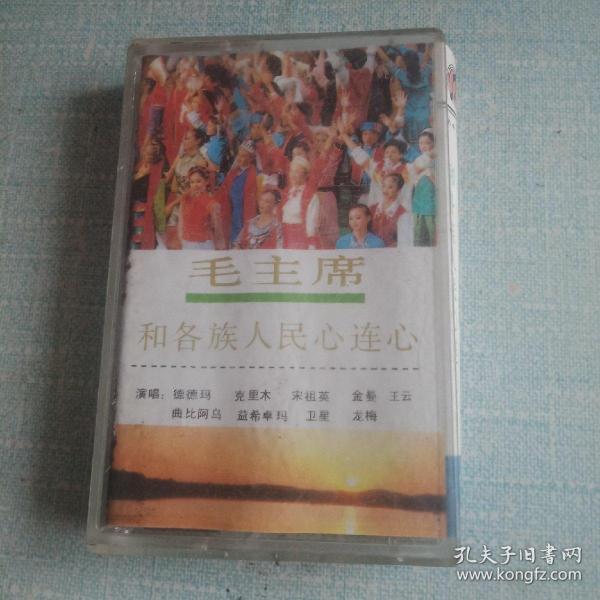 毛主席
和各族人民心连心
演唱：德德玛 克里木 宋祖英 金曼 王云
曲比阿乌 益希卓玛 卫星 龙梅
孔夫子旧书网
www.kongfz.com